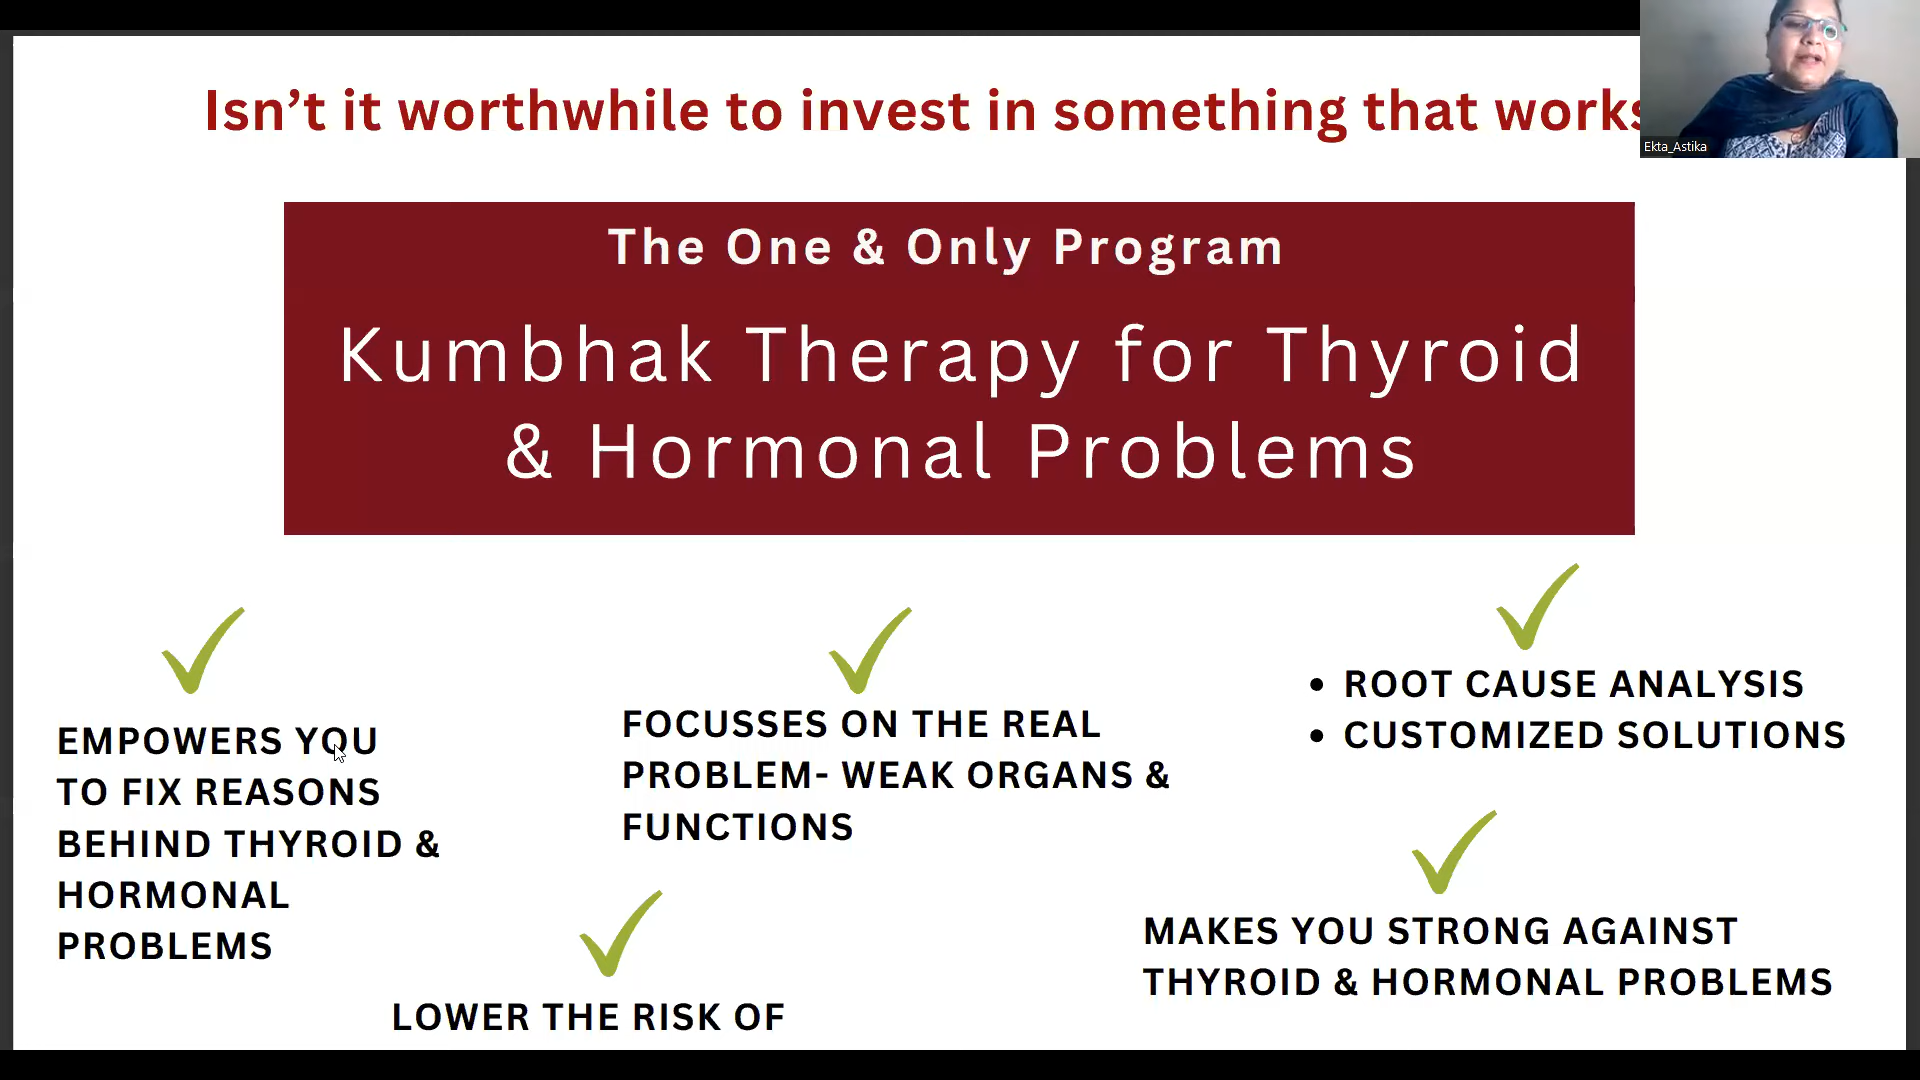 Isn't it worthwhile to invest in something that works
Ekta_Astika
The One & Only Program
Kumbhak Therapy for Thyroid
& Hormonal Problems
EMPOWERS YOU
TO FIX REASONS
BEHIND THYROID &
HORMONAL
PROBLEMS
FOCUSSES ON THE REAL
PROBLEM- WEAK ORGANS &
FUNCTIONS
• ROOT CAUSE ANALYSIS
• CUSTOMIZED SOLUTIONS
LOWER THE RISK OF
MAKES YOU STRONG AGAINST
THYROID & HORMONAL PROBLEMS